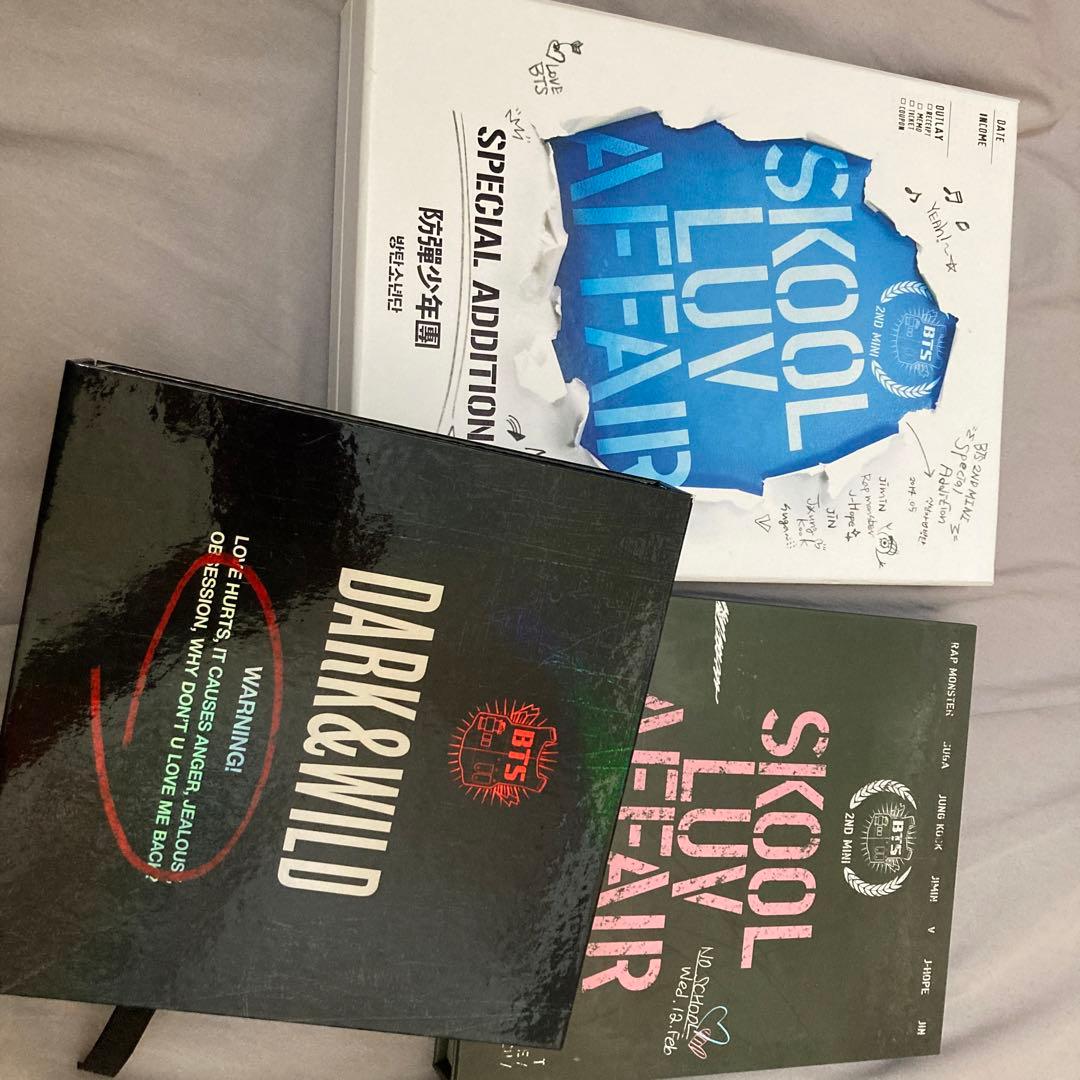 DATE
INCOME
OUTLAY
□ RECEIPT
□ MEMO
□ TICKET
□ COUPON
YEAH!~☆
LOVE
BTS
BTS
2ND MINI
SKOOL
LUV
AFFAIR
SPECIAL ADDITION
防彈少年團
방탄소년단
BTS 2ND MINI
Special
Addition
2014.05
Jimin
Rap monster
J-Hope
JIN
Jxung
Kook
suga
V
RAP MONSTER
SUGA
JUNG KOOK
JIMIN
V
J-HOPE
JIN
BTS
2ND MINI
SKOOL
LUV
AFFAIR
NO SCHOOL
Wed.12.Feb
BTS
DARK&WILD
WARNING!
LOVE HURTS, IT CAUSES ANGER, JEALOUS
OBSESSION, WHY DON'T U LOVE ME BACK?